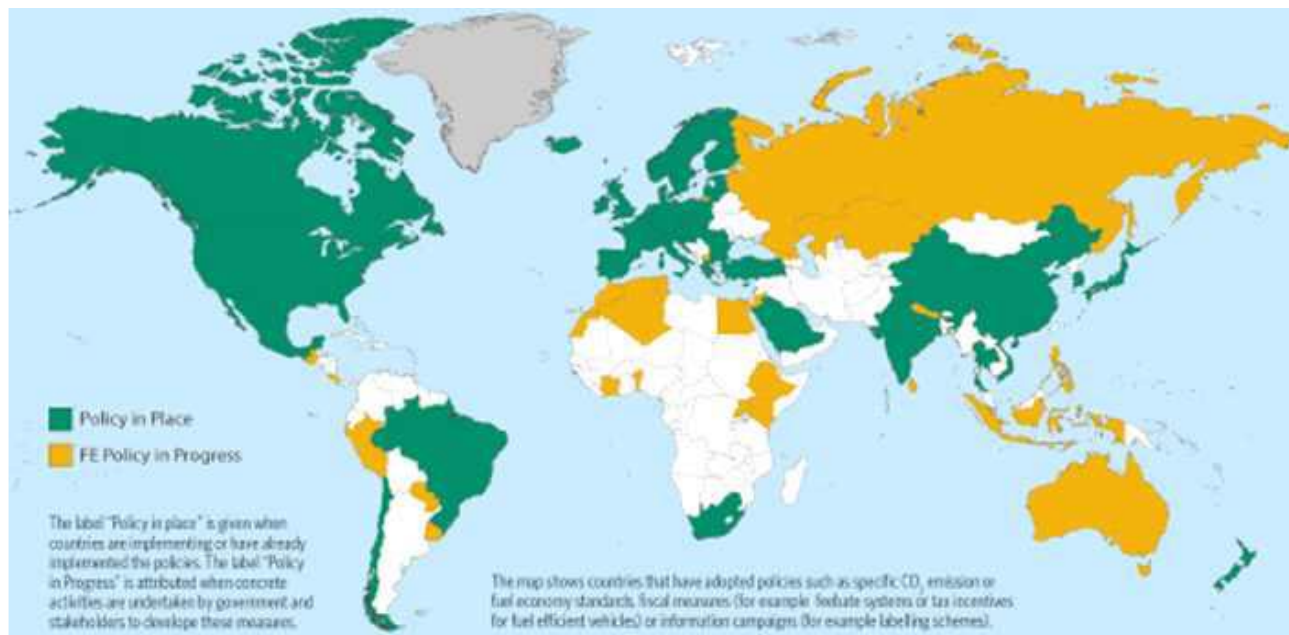 Policy in Place
FE Policy in Progress
The label "Policy in place" is given when
countries are implementing or have already
implemented the policies. The label "Policy
in Progress" is attributed when concrete
activities are undertaken by government and
stakeholders to develop these measures.
The map shows countries that have adopted policies such as specific CO₂ emission or
fuel economy standards, fiscal measures (for example feebate systems or tax incentives
for fuel efficient vehicles) or information campaigns (for example labelling schemes).